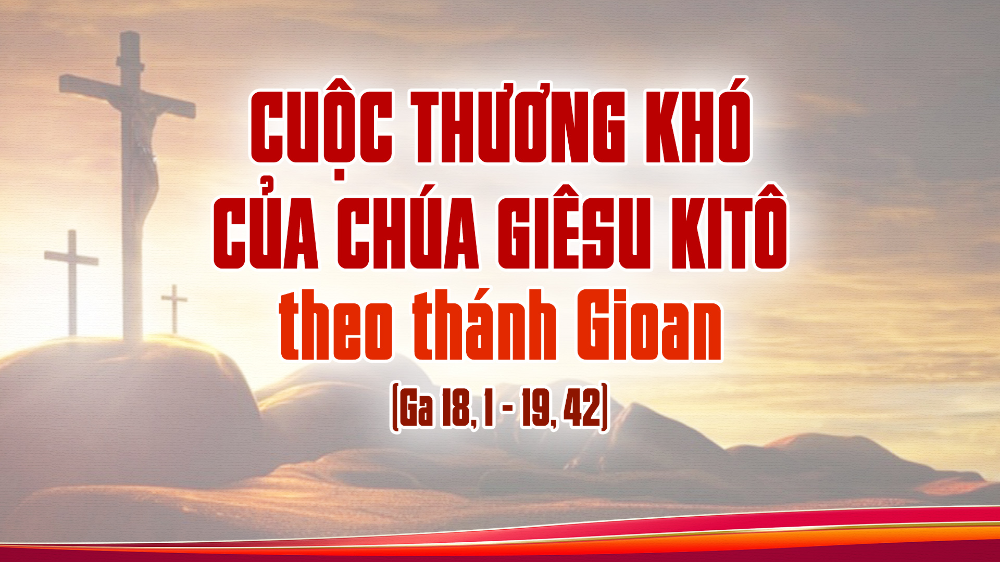 CUỘC THƯƠNG KHÓ
CỦA CHÚA GIÊSU KITÔ
theo thánh Gioan
(Ga 18, 1 - 19, 42)